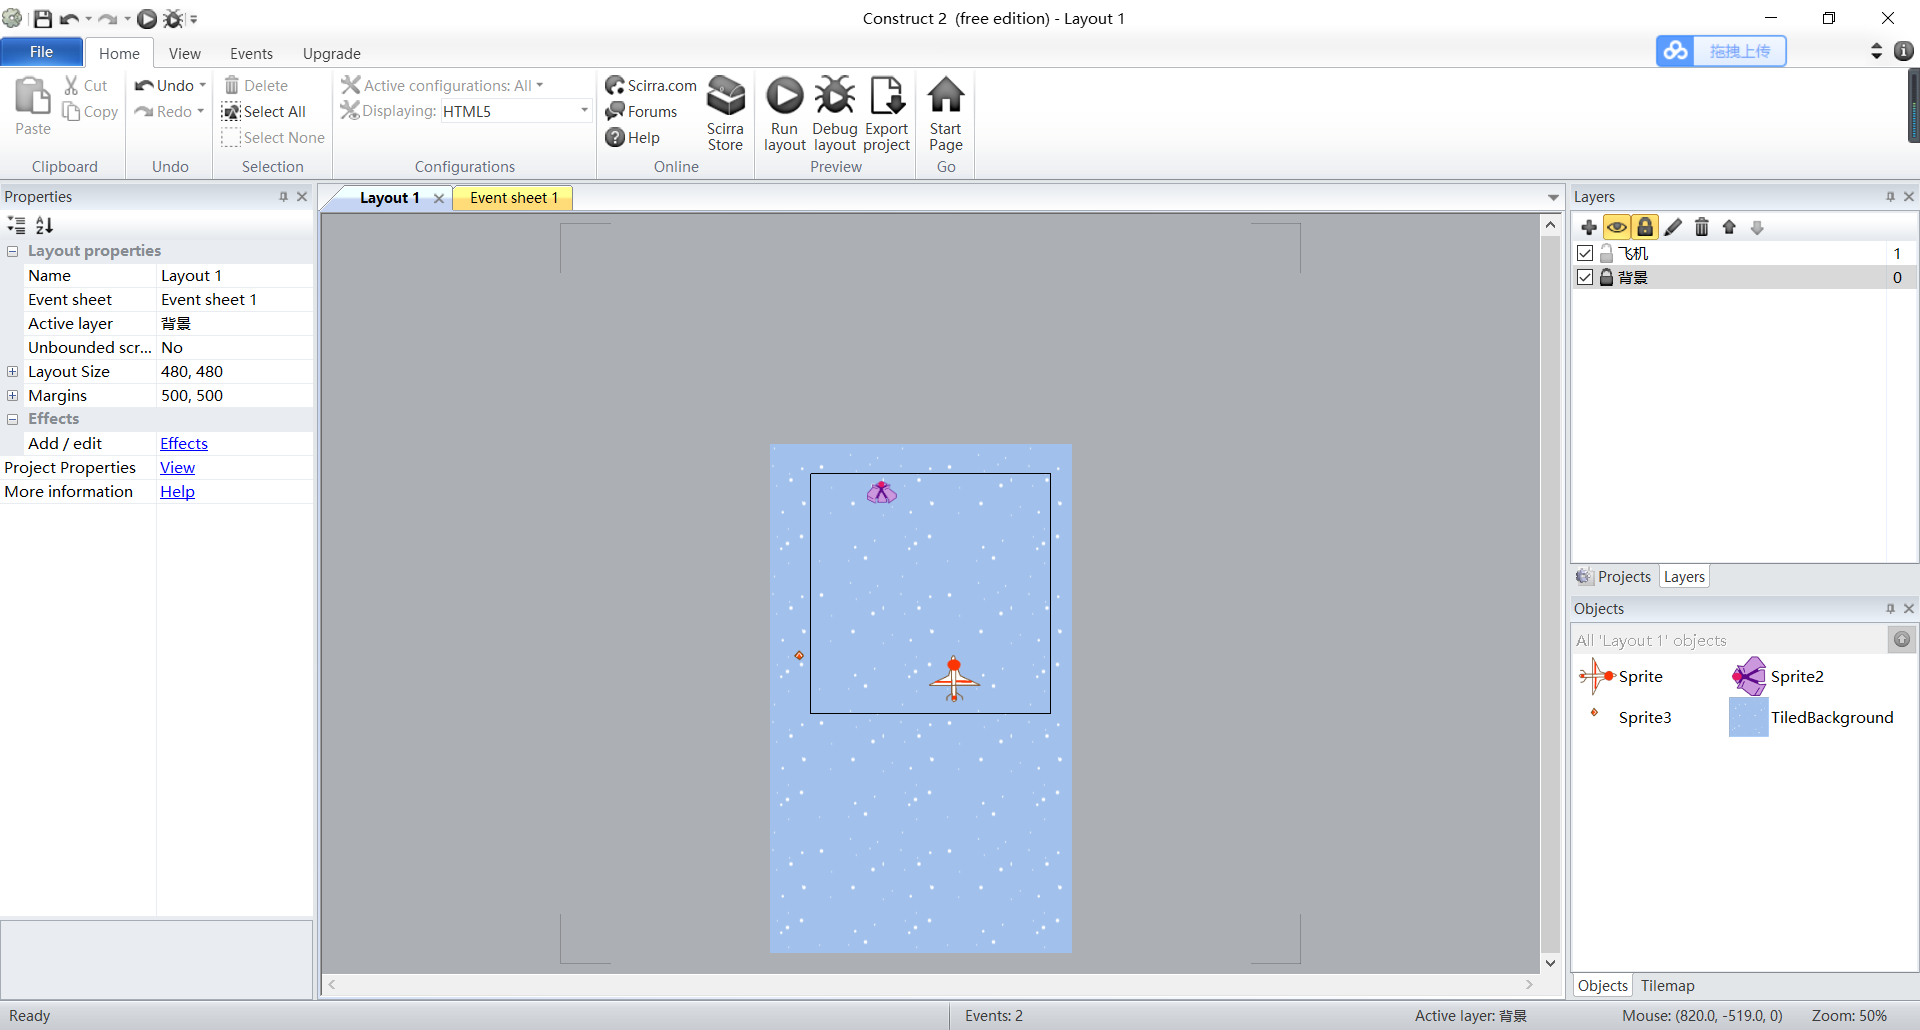 Construct 2  (free edition) - Layout 1
File
Home
View
Events
Upgrade
拖拽上传
Paste
Cut
Copy
Clipboard
Undo
Redo
Undo
Delete
Select All
Select None
Selection
Active configurations: All
Displaying: HTML5
Configurations
Scirra.com
Forums
Help
Scirra Store
Online
Run layout
Debug layout
Export project
Preview
Start Page
Go
Properties
Layout properties
Name Layout 1
Event sheet Event sheet 1
Active layer 背景
Unbounded scr... No
Layout Size 480, 480
Margins 500, 500
Effects
Add / edit Effects
Project Properties View
More information Help
Layout 1
Event sheet 1
Layers
飞机 1
背景 0
Projects
Layers
Objects
All 'Layout 1' objects
Sprite
Sprite2
Sprite3
TiledBackground
Objects
Tilemap
Ready
Events: 2
Active layer: 背景
Mouse: (820.0, -519.0, 0)
Zoom: 50%